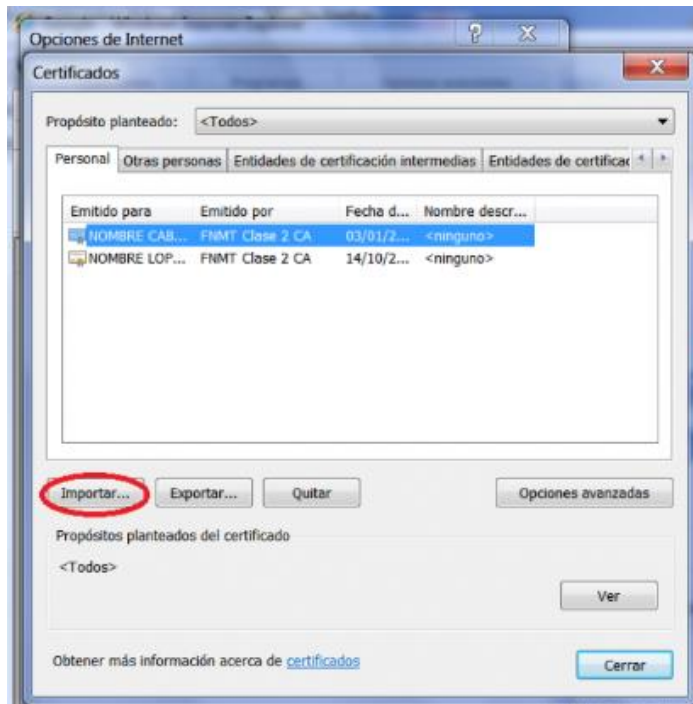 Opciones de Internet
Certificados
Propósito planteado: <Todos>
Personal Otras personas Entidades de certificación intermedias Entidades de certificac
Emitido para Emitido por Fecha d... Nombre descr...
NOMBRE CAB... FNMT Clase 2 CA 03/01/2... <ninguno>
NOMBRE LOP... FNMT Clase 2 CA 14/10/2... <ninguno>
Importar... Exportar... Quitar Opciones avanzadas
Propósitos planteados del certificado
<Todos>
Ver
Obtener más información acerca de certificados
Cerrar